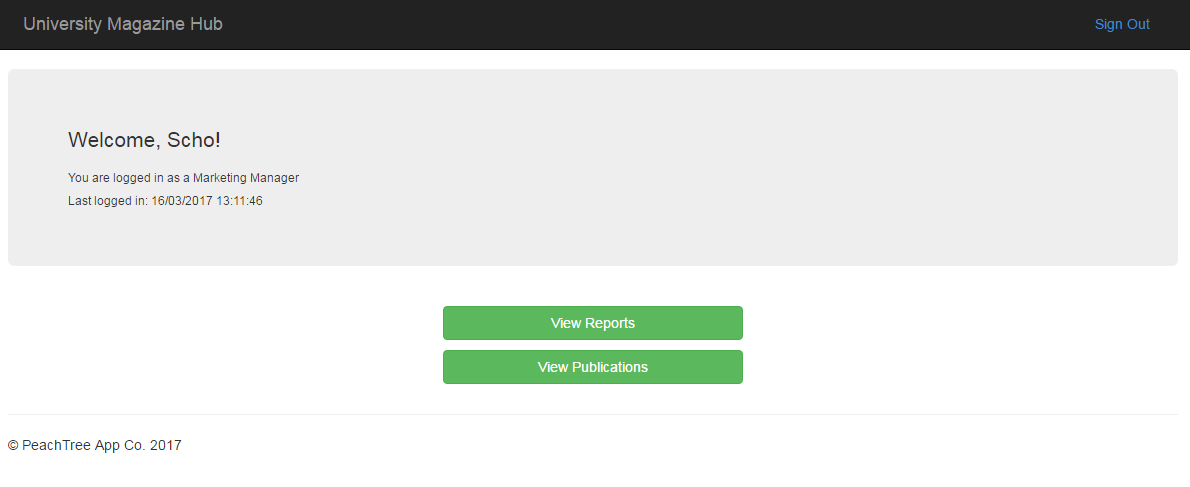 University Magazine Hub
Sign Out
Welcome, Scho!
You are logged in as a Marketing Manager
Last logged in: 16/03/2017 13:11:46
View Reports
View Publications
© PeachTree App Co. 2017